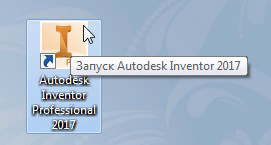 Запуск Autodesk Inventor 2017
Autodesk
Inventor
Professional
2017